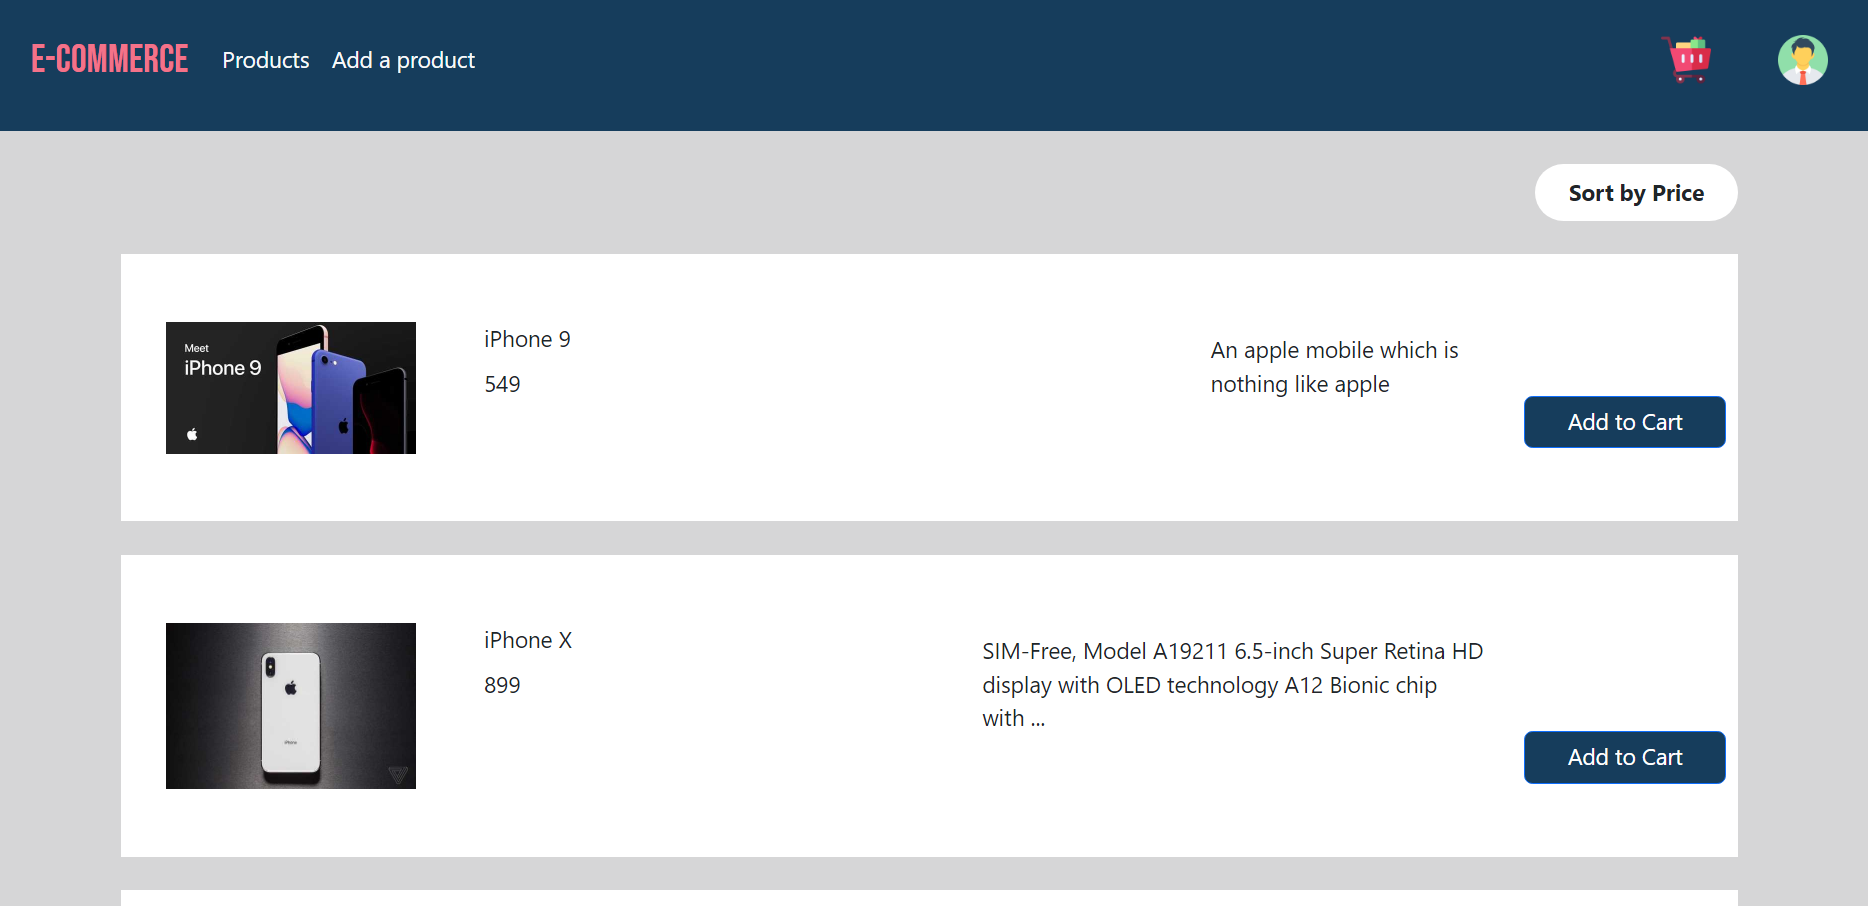 E-COMMERCE
Products
Add a product
Sort by Price
Meet
iPhone 9
iPhone 9
549
An apple mobile which is
nothing like apple
Add to Cart
iPhone
iPhone X
899
SIM-Free, Model A19211 6.5-inch Super Retina HD
display with OLED technology A12 Bionic chip
with ...
Add to Cart